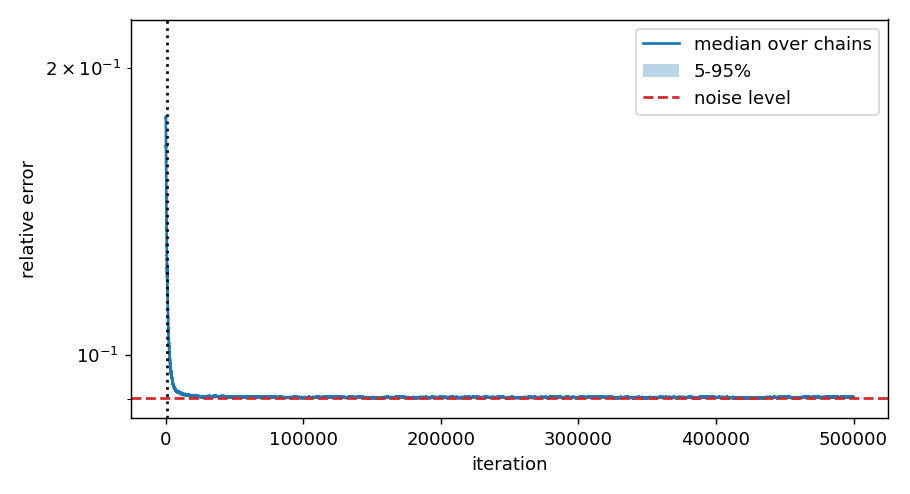 median over chains
5-95%
noise level
relative error
2 × 10⁻¹
10⁻¹
0
100000
200000
300000
400000
500000
iteration